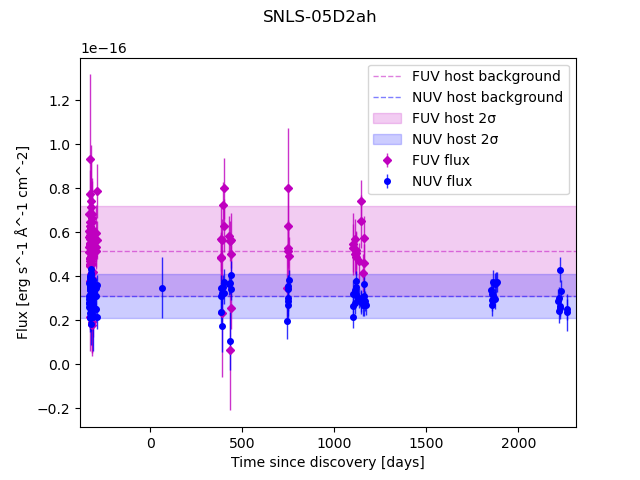 SNLS-05D2ah
1e−16
FUV host background
NUV host background
FUV host 2σ
NUV host 2σ
FUV flux
NUV flux
1.2
1.0
0.8
0.6
0.4
0.2
0.0
−0.2
Flux [erg s^-1 Å^-1 cm^-2]
0 500 1000 1500 2000
Time since discovery [days]